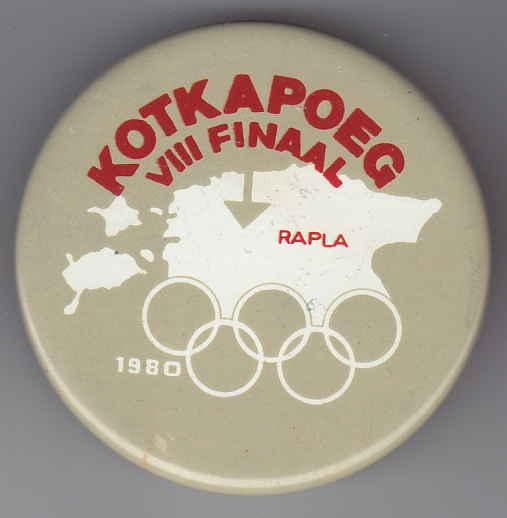 KOTKAPOEG
VIII FINAAL
RAPLA
1980